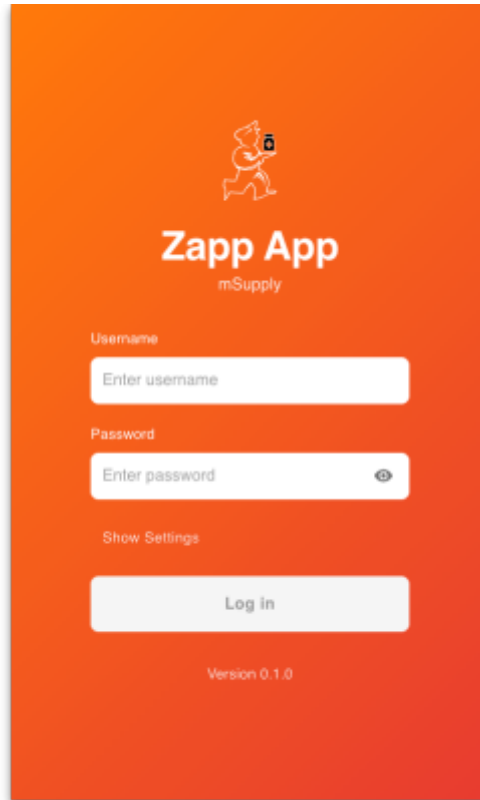 Zapp App
mSupply
Username
Enter username
Password
Enter password
Show Settings
Log in
Version 0.1.0